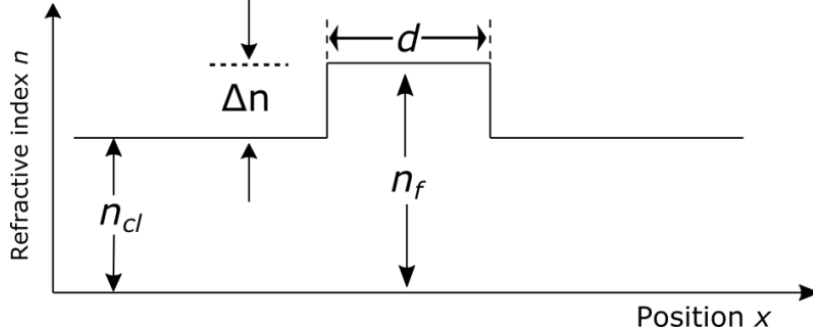 Refractive index n
d
Δn
n_f
n_cl
Position x